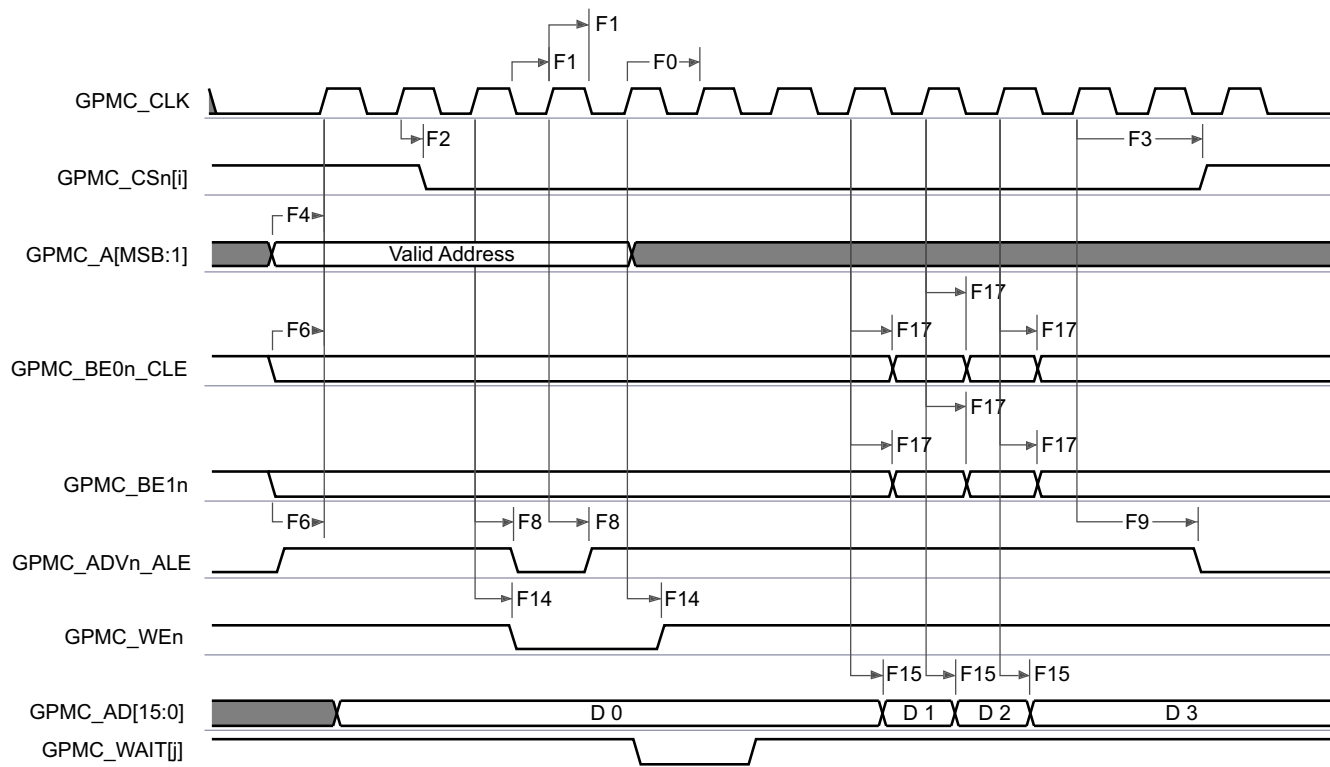 F1
F1 F0
GPMC_CLK
F2 F3
GPMC_CSn[i]
F4
GPMC_A[MSB:1] Valid Address
F17
F6 F17 F17
GPMC_BE0n_CLE
F17
F17 F17
GPMC_BE1n
F6 F8 F8 F9
GPMC_ADVn_ALE
F14 F14
GPMC_WEn
F15 F15 F15
GPMC_AD[15:0] D 0 D 1 D 2 D 3
GPMC_WAIT[j]